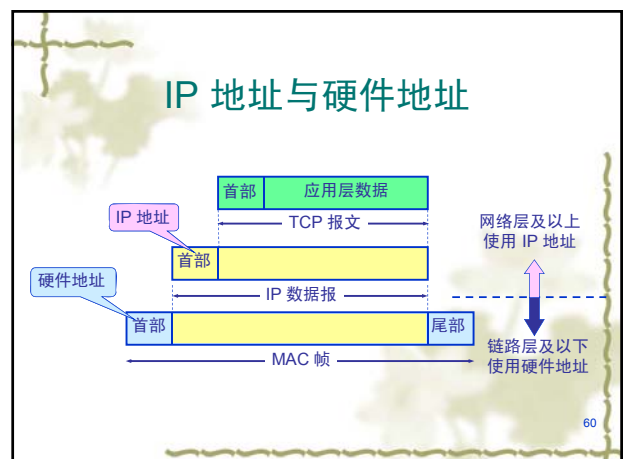 IP 地址与硬件地址
首部 应用层数据
IP 地址
TCP 报文
网络层及以上
使用 IP 地址
首部
硬件地址
IP 数据报
首部 尾部
链路层及以下
使用硬件地址
MAC 帧
60